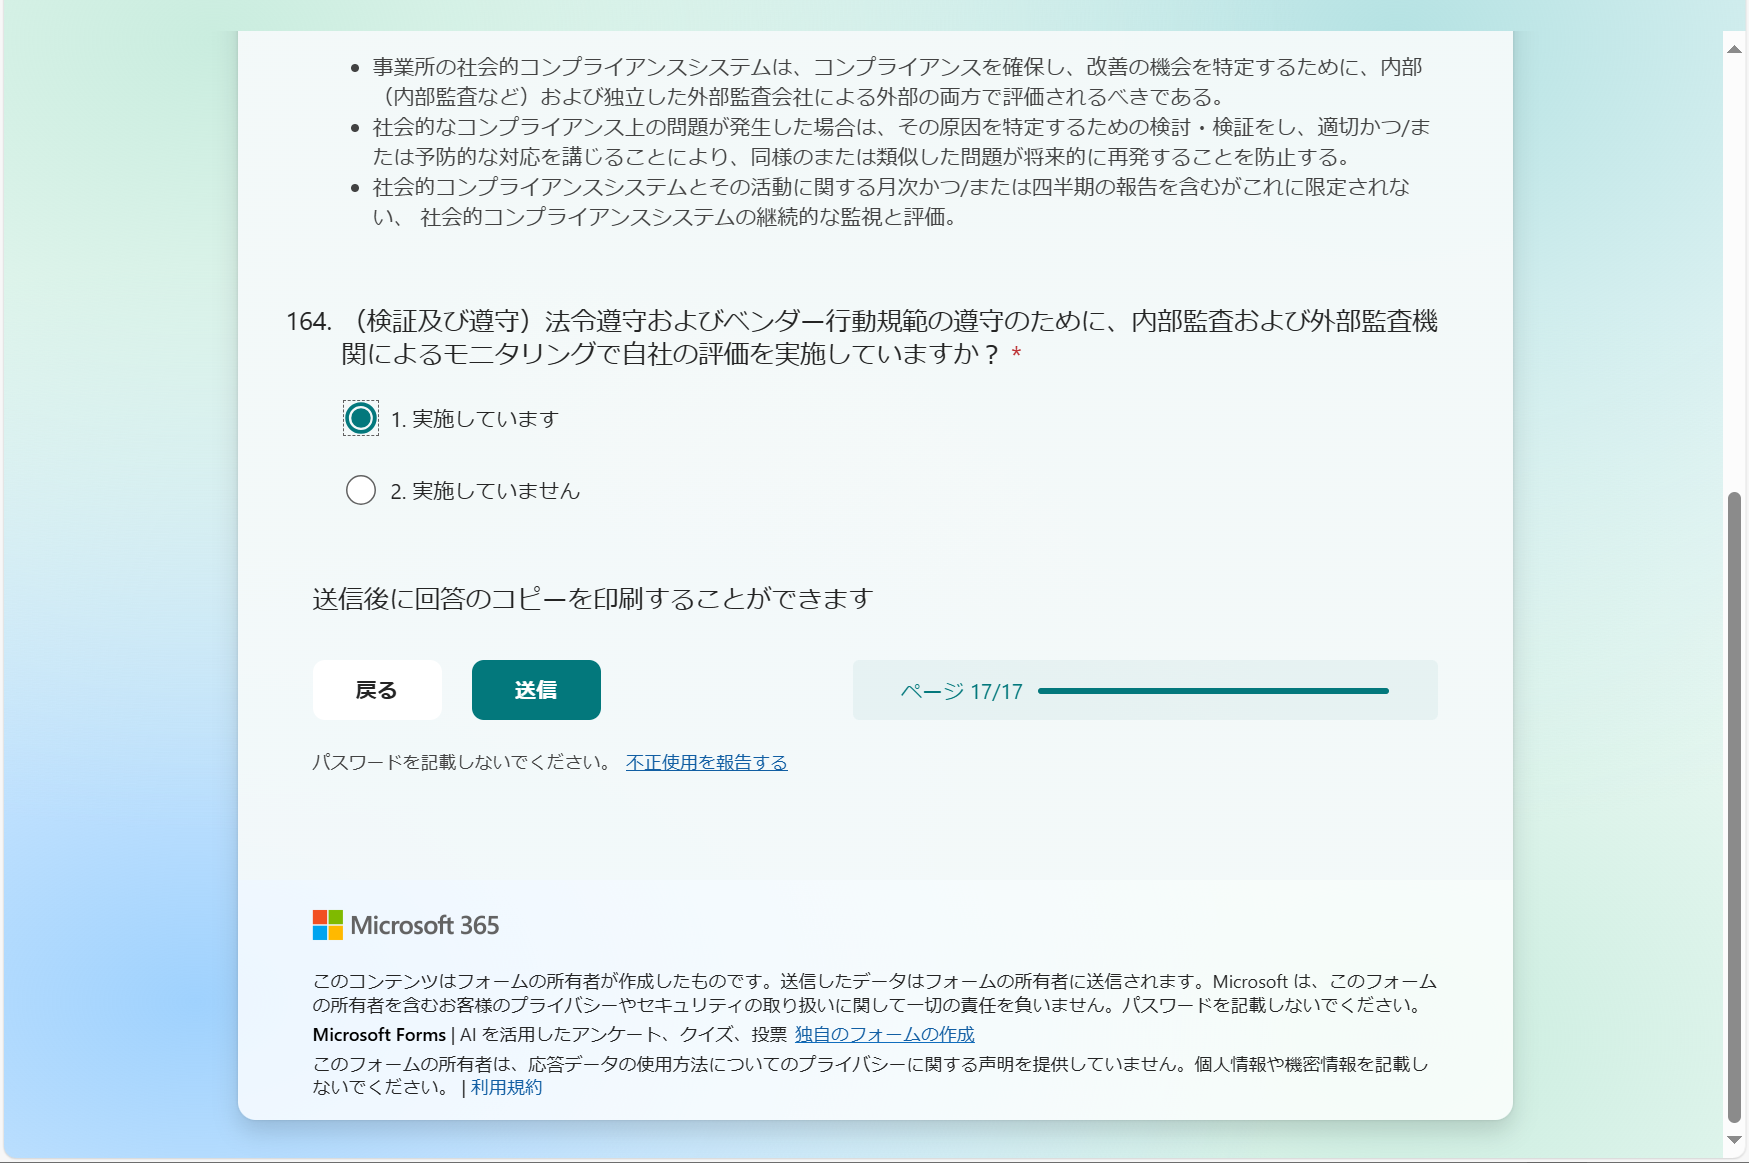 • 事業所の社会的コンプライアンスシステムは、コンプライアンスを確保し、改善の機会を特定するために、内部
（内部監査など）および独立した外部監査会社による外部の両方で評価されるべきである。
• 社会的なコンプライアンス上の問題が発生した場合は、その原因を特定するための検討・検証をし、適切かつ/ま
たは予防的な対応を講じることにより、同様のまたは類似した問題が将来的に再発することを防止する。
• 社会的コンプライアンスシステムとその活動に関する月次かつ/または四半期の報告を含むがこれに限定されな
い、 社会的コンプライアンスシステムの継続的な監視と評価。
164. （検証及び遵守）法令遵守およびベンダー行動規範の遵守のために、内部監査および外部監査機
関によるモニタリングで自社の評価を実施していますか？ *
1. 実施しています
2. 実施していません
送信後に回答のコピーを印刷することができます
戻る 送信 ページ 17/17
パスワードを記載しないでください。 不正使用を報告する
Microsoft 365
このコンテンツはフォームの所有者が作成したものです。送信したデータはフォームの所有者に送信されます。Microsoft は、このフォーム
の所有者を含むお客様のプライバシーやセキュリティの取り扱いに関して一切の責任を負いません。パスワードを記載しないでください。
Microsoft Forms | AI を活用したアンケート、クイズ、投票 独自のフォームの作成
このフォームの所有者は、応答データの使用方法についてのプライバシーに関する声明を提供していません。個人情報や機密情報を記載し
ないでください。 | 利用規約